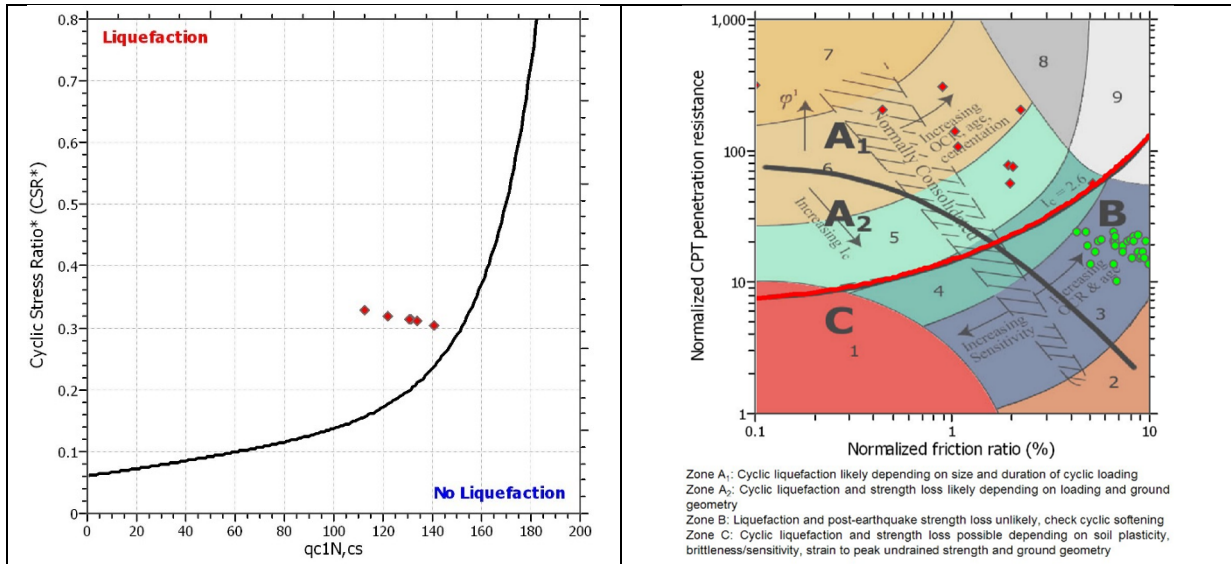 Liquefaction
0.8
0.7
0.6
0.5
0.4
0.3
0.2
0.1
0
Cyclic Stress Ratio* (CSR*)
No Liquefaction
0 20 40 60 80 100 120 140 160 180 200
qc1N,cs
1,000
100
10
1
Normalized CPT penetration resistance
7
8
9
φ'
A1
6
Increasing
OCR, age,
cementation
Normally Consolidated
A2
Increasing Ic
5
Ic = 2.6
B
4
Increasing
OCR & age
3
C
1
Increasing
Sensitivity
2
0.1 1 10
Normalized friction ratio (%)
Zone A1: Cyclic liquefaction likely depending on size and duration of cyclic loading
Zone A2: Cyclic liquefaction and strength loss likely depending on loading and ground
geometry
Zone B: Liquefaction and post-earthquake strength loss unlikely, check cyclic softening
Zone C: Cyclic liquefaction and strength loss possible depending on soil plasticity,
brittleness/sensitivity, strain to peak undrained strength and ground geometry